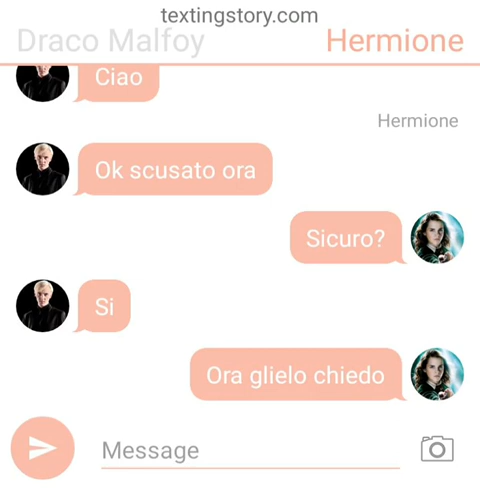 textingstory.com
Draco Malfoy
Hermione
Ciao
Hermione
Ok scusato ora
Sicuro?
Si
Ora glielo chiedo
Message